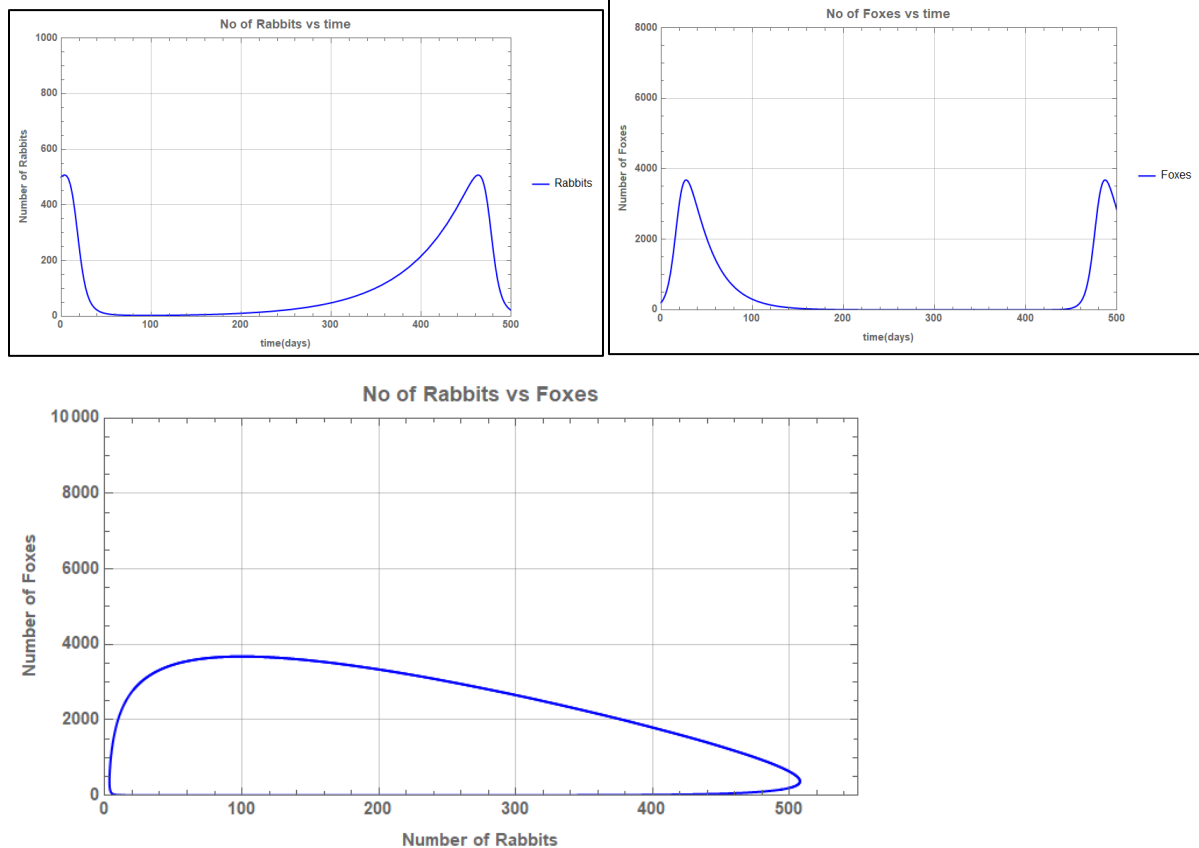 No of Rabbits vs time
1000
800
600
400
200
0
Number of Rabbits
0 100 200 300 400 500
time(days)
Rabbits
No of Foxes vs time
8000
6000
4000
2000
0
Number of Foxes
0 100 200 300 400 500
time(days)
Foxes
No of Rabbits vs Foxes
10 000
8000
6000
4000
2000
0
Number of Foxes
0 100 200 300 400 500
Number of Rabbits